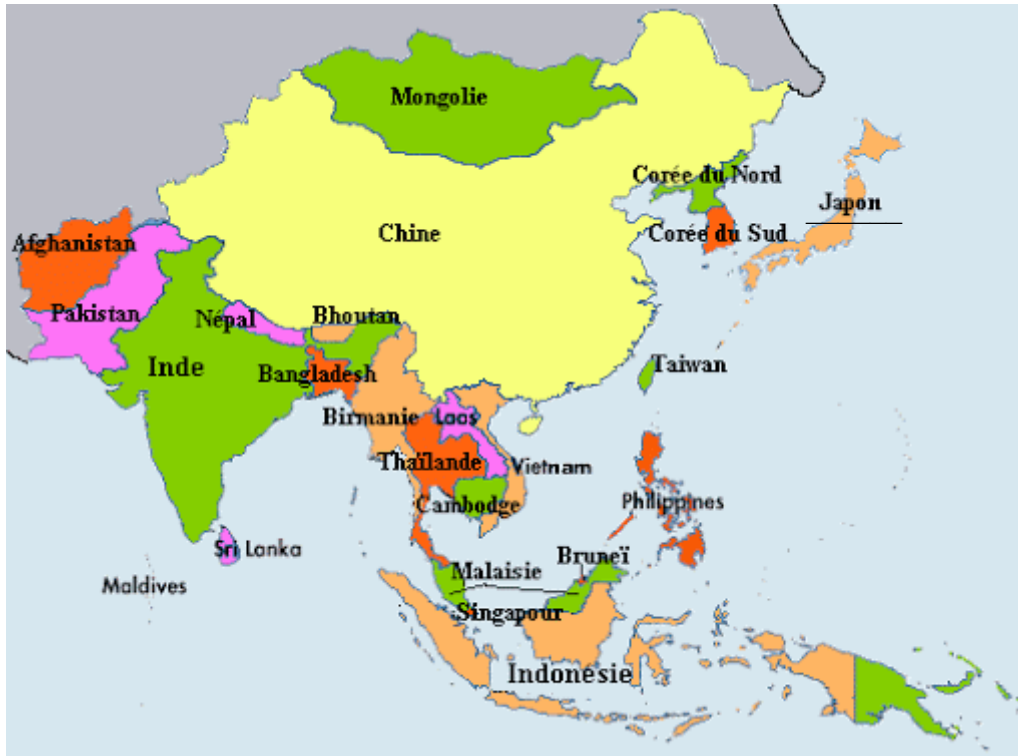 Mongolie
Corée du Nord
Japon
Afghanistan
Chine
Corée du Sud
Pakistan
Népal
Bhoutan
Inde
Bangladesh
Taiwan
Birmanie
Laos
Thaïlande
Vietnam
Cambodge
Philippines
Sri Lanka
Bruneï
Maldives
Malaisie
Singapour
Indonésie